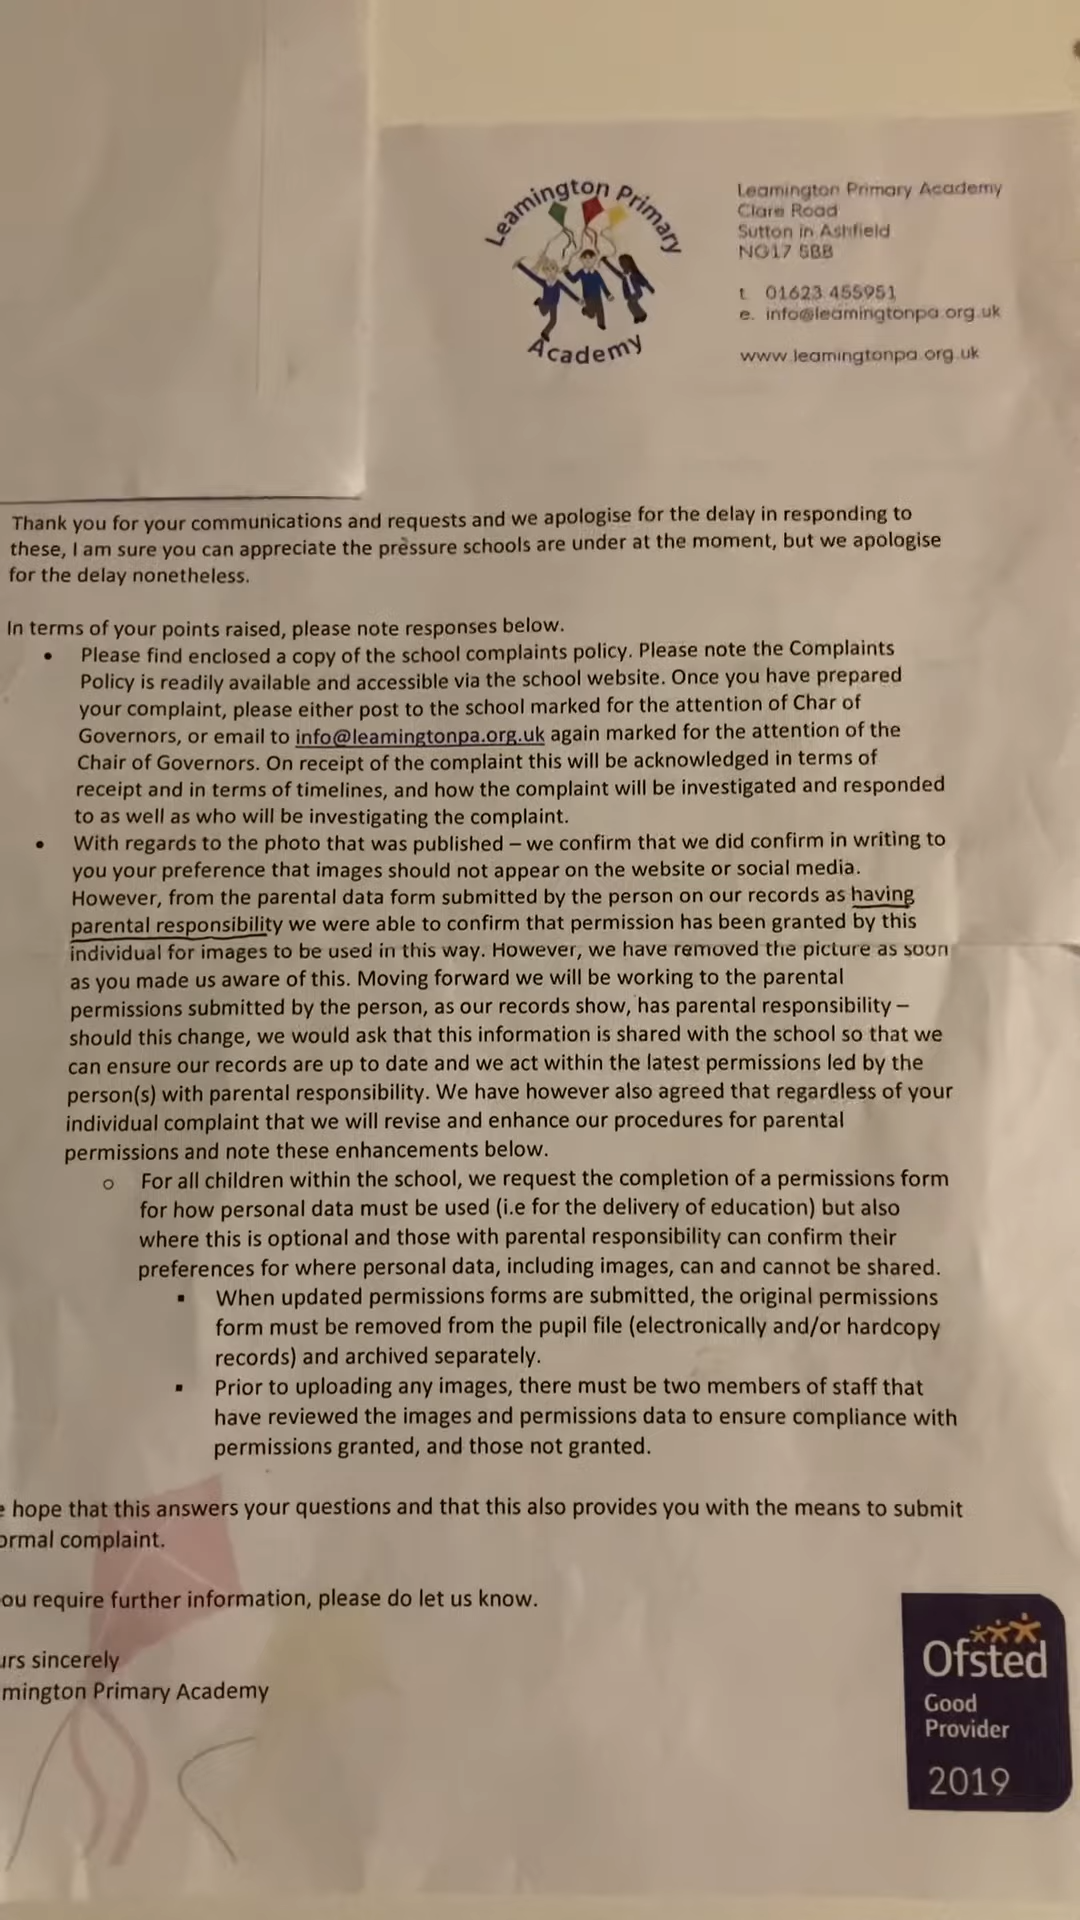 Leamington Primary
Academy
Leamington Primary Academy
Clare Road
Sutton in Ashfield
NG17 5BB
t. 01623 455951
e. info@leamingtonpa.org.uk
www.leamingtonpa.org.uk
Thank you for your communications and requests and we apologise for the delay in responding to
these, I am sure you can appreciate the pressure schools are under at the moment, but we apologise
for the delay nonetheless.
In terms of your points raised, please note responses below.
• Please find enclosed a copy of the school complaints policy. Please note the Complaints
Policy is readily available and accessible via the school website. Once you have prepared
your complaint, please either post to the school marked for the attention of Char of
Governors, or email to info@leamingtonpa.org.uk again marked for the attention of the
Chair of Governors. On receipt of the complaint this will be acknowledged in terms of
receipt and in terms of timelines, and how the complaint will be investigated and responded
to as well as who will be investigating the complaint.
• With regards to the photo that was published – we confirm that we did confirm in writing to
you your preference that images should not appear on the website or social media.
However, from the parental data form submitted by the person on our records as having
parental responsibility we were able to confirm that permission has been granted by this
individual for images to be used in this way. However, we have removed the picture as soon
as you made us aware of this. Moving forward we will be working to the parental
permissions submitted by the person, as our records show, has parental responsibility –
should this change, we would ask that this information is shared with the school so that we
can ensure our records are up to date and we act within the latest permissions led by the
person(s) with parental responsibility. We have however also agreed that regardless of your
individual complaint that we will revise and enhance our procedures for parental
permissions and note these enhancements below.
o For all children within the school, we request the completion of a permissions form
for how personal data must be used (i.e for the delivery of education) but also
where this is optional and those with parental responsibility can confirm their
preferences for where personal data, including images, can and cannot be shared.
▪ When updated permissions forms are submitted, the original permissions
form must be removed from the pupil file (electronically and/or hardcopy
records) and archived separately.
▪ Prior to uploading any images, there must be two members of staff that
have reviewed the images and permissions data to ensure compliance with
permissions granted, and those not granted.
e hope that this answers your questions and that this also provides you with the means to submit
ormal complaint.
ou require further information, please do let us know.
urs sincerely
mington Primary Academy
Ofsted
Good
Provider
2019